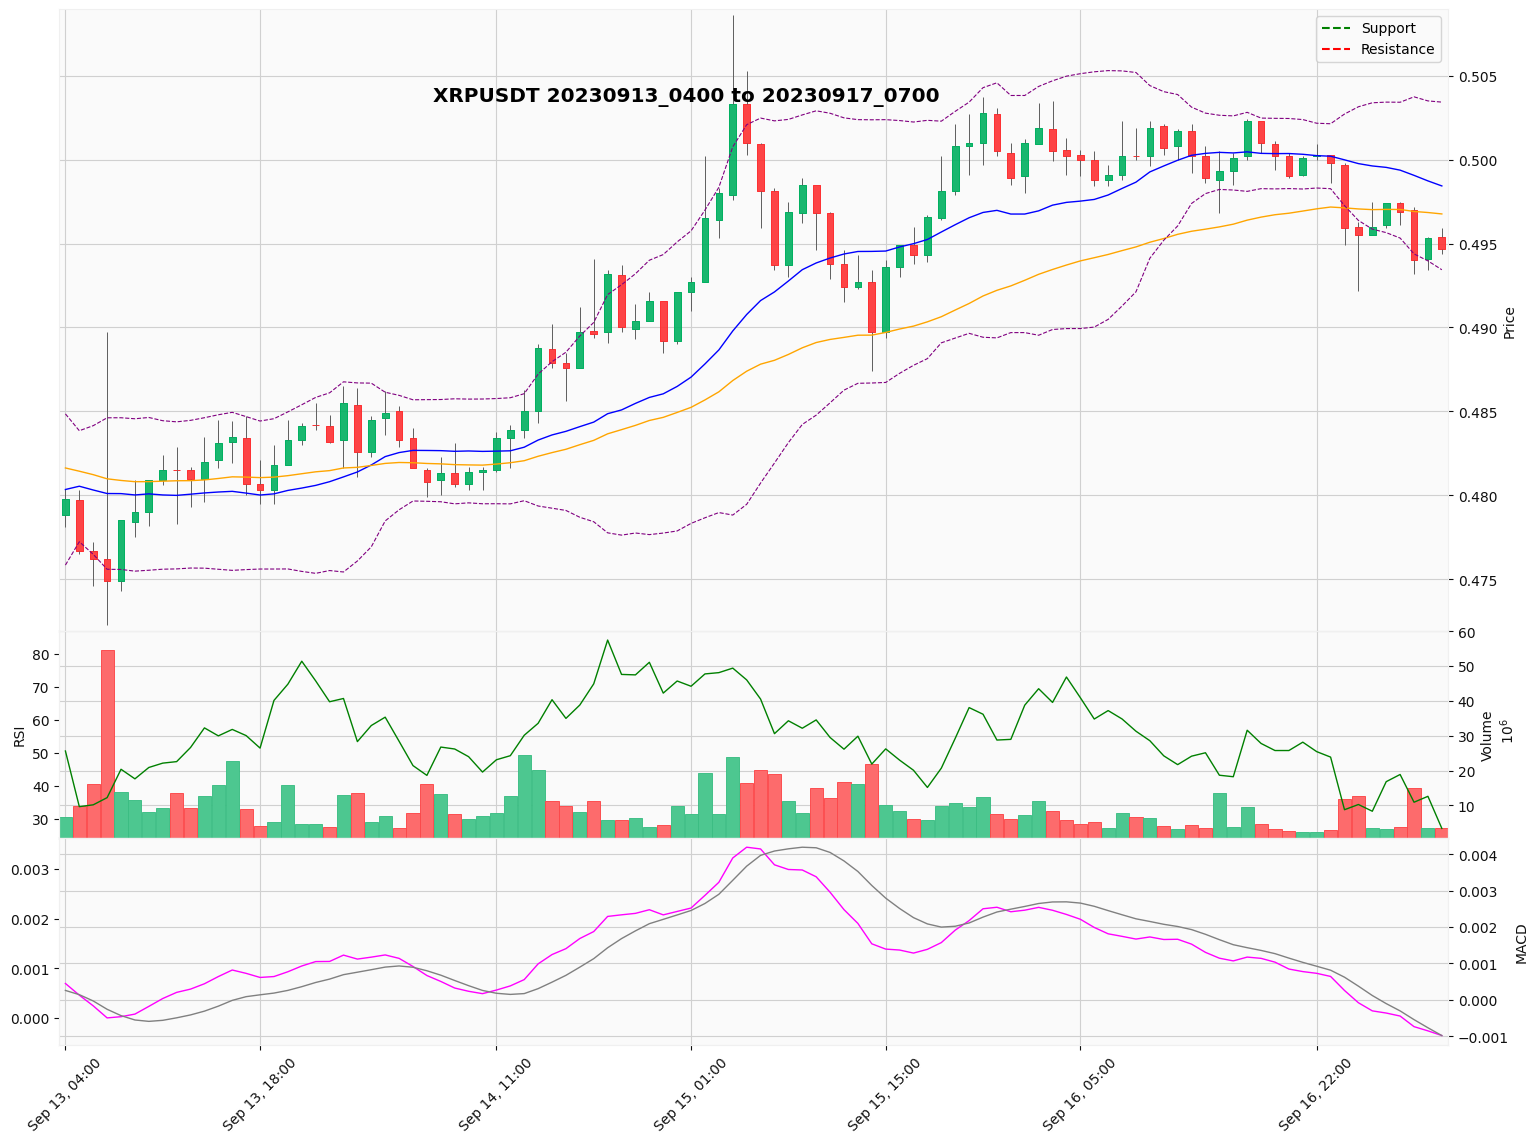 XRPUSDT 20230913_0400 to 20230917_0700
Support
Resistance
0.505
0.500
0.495
0.490
0.485
0.480
0.475
Price
80
70
60
50
40
30
RSI
60
50
40
30
20
10
Volume
10^6
0.003
0.002
0.001
0.000
0.004
0.003
0.002
0.001
0.000
−0.001
MACD
Sep 13, 04:00
Sep 13, 18:00
Sep 14, 11:00
Sep 15, 01:00
Sep 15, 15:00
Sep 16, 05:00
Sep 16, 22:00